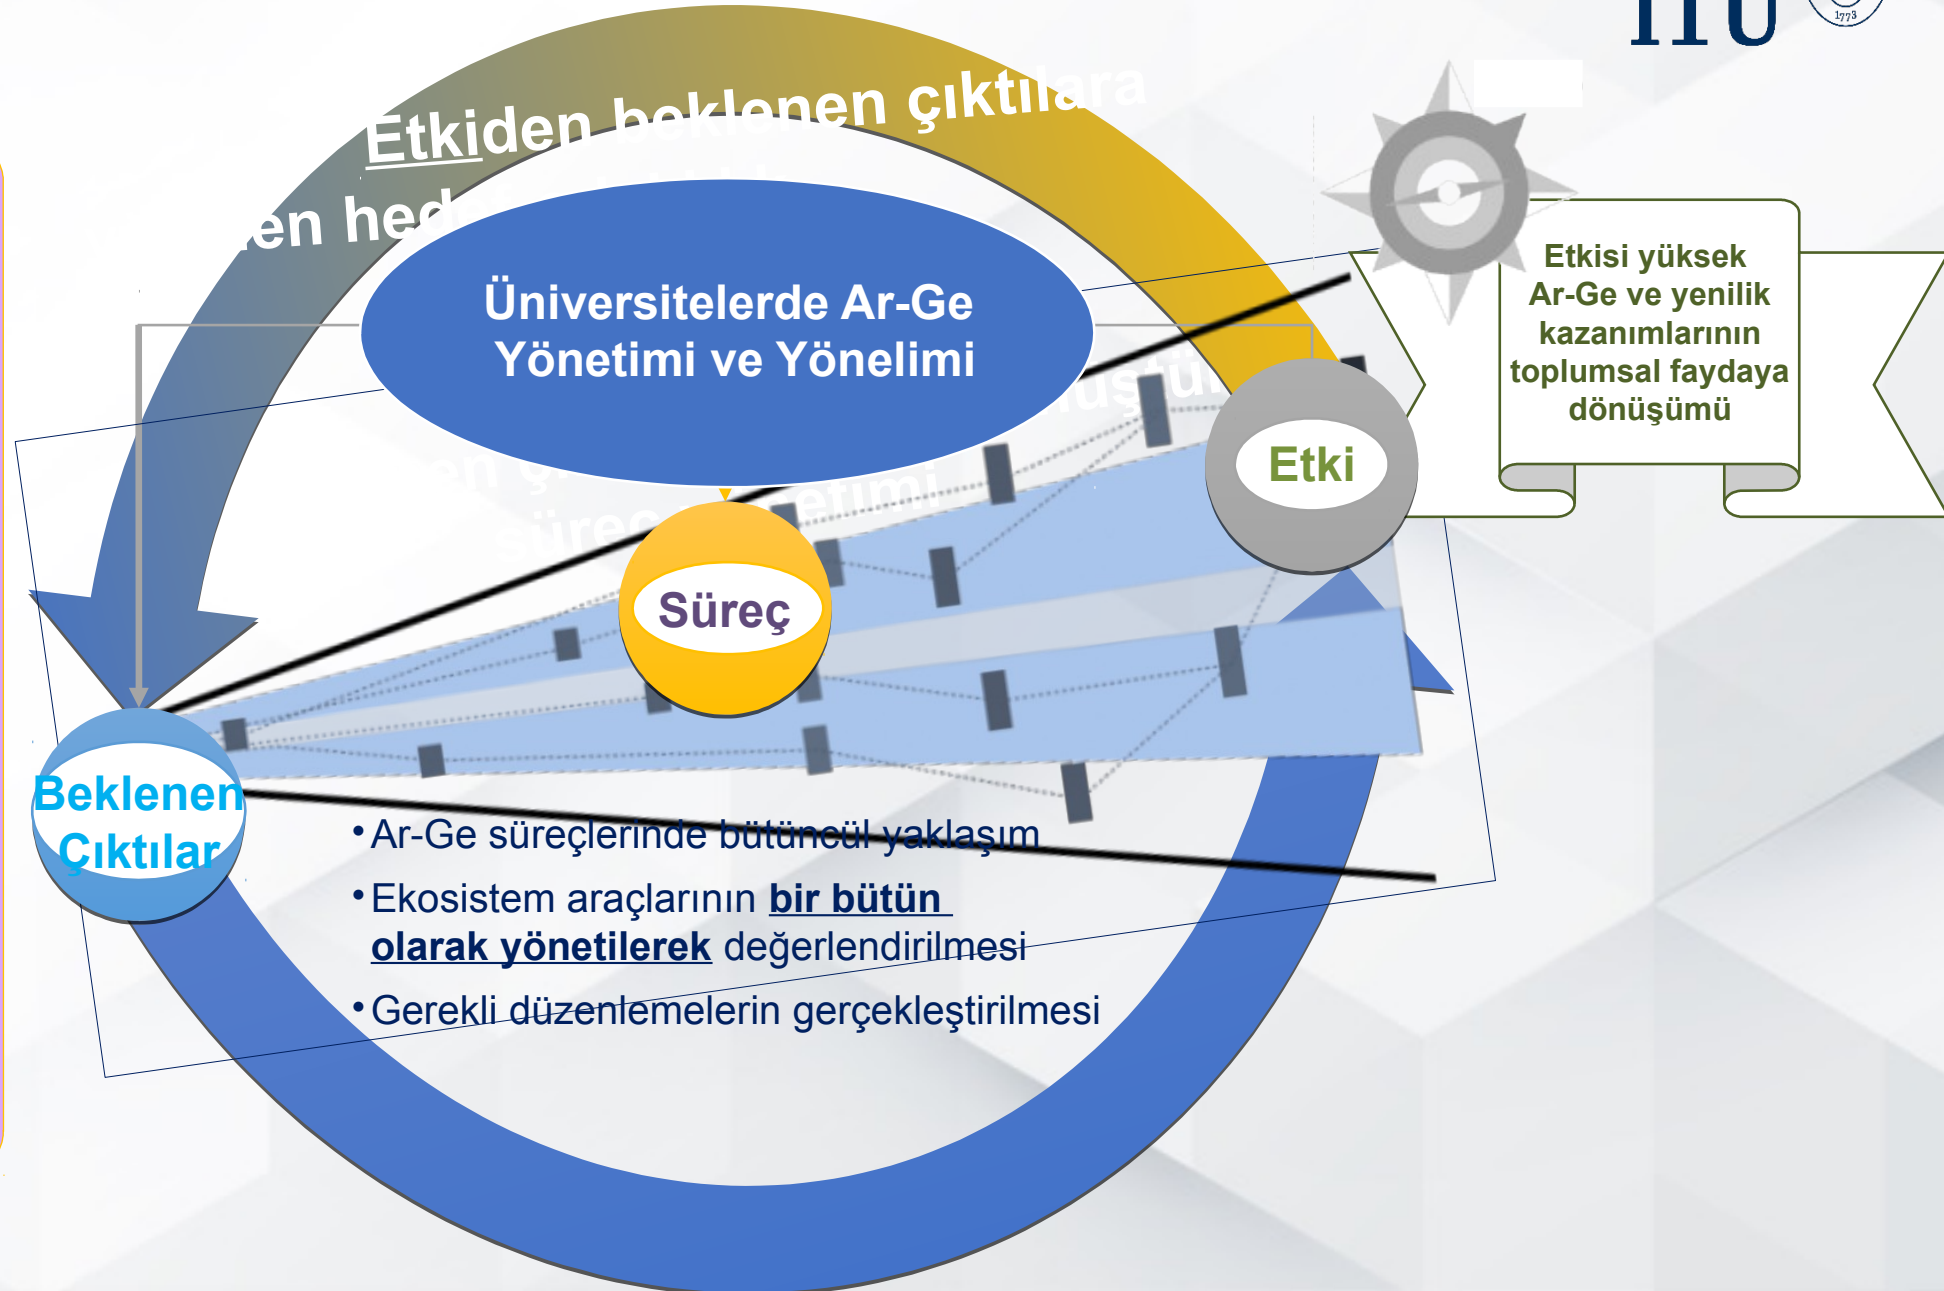 İTÜ
1773
Etkiden beklenen çıktılara
Üniversitelerde Ar-Ge
Yönetimi ve Yönelimi
Etkisi yüksek
Ar-Ge ve yenilik
kazanımlarının
toplumsal faydaya
dönüşümü
Etki
Süreç
Beklenen
Çıktılar
• Ar-Ge süreçlerinde bütüncül yaklaşım
• Ekosistem araçlarının bir bütün
olarak yönetilerek değerlendirilmesi
• Gerekli düzenlemelerin gerçekleştirilmesi